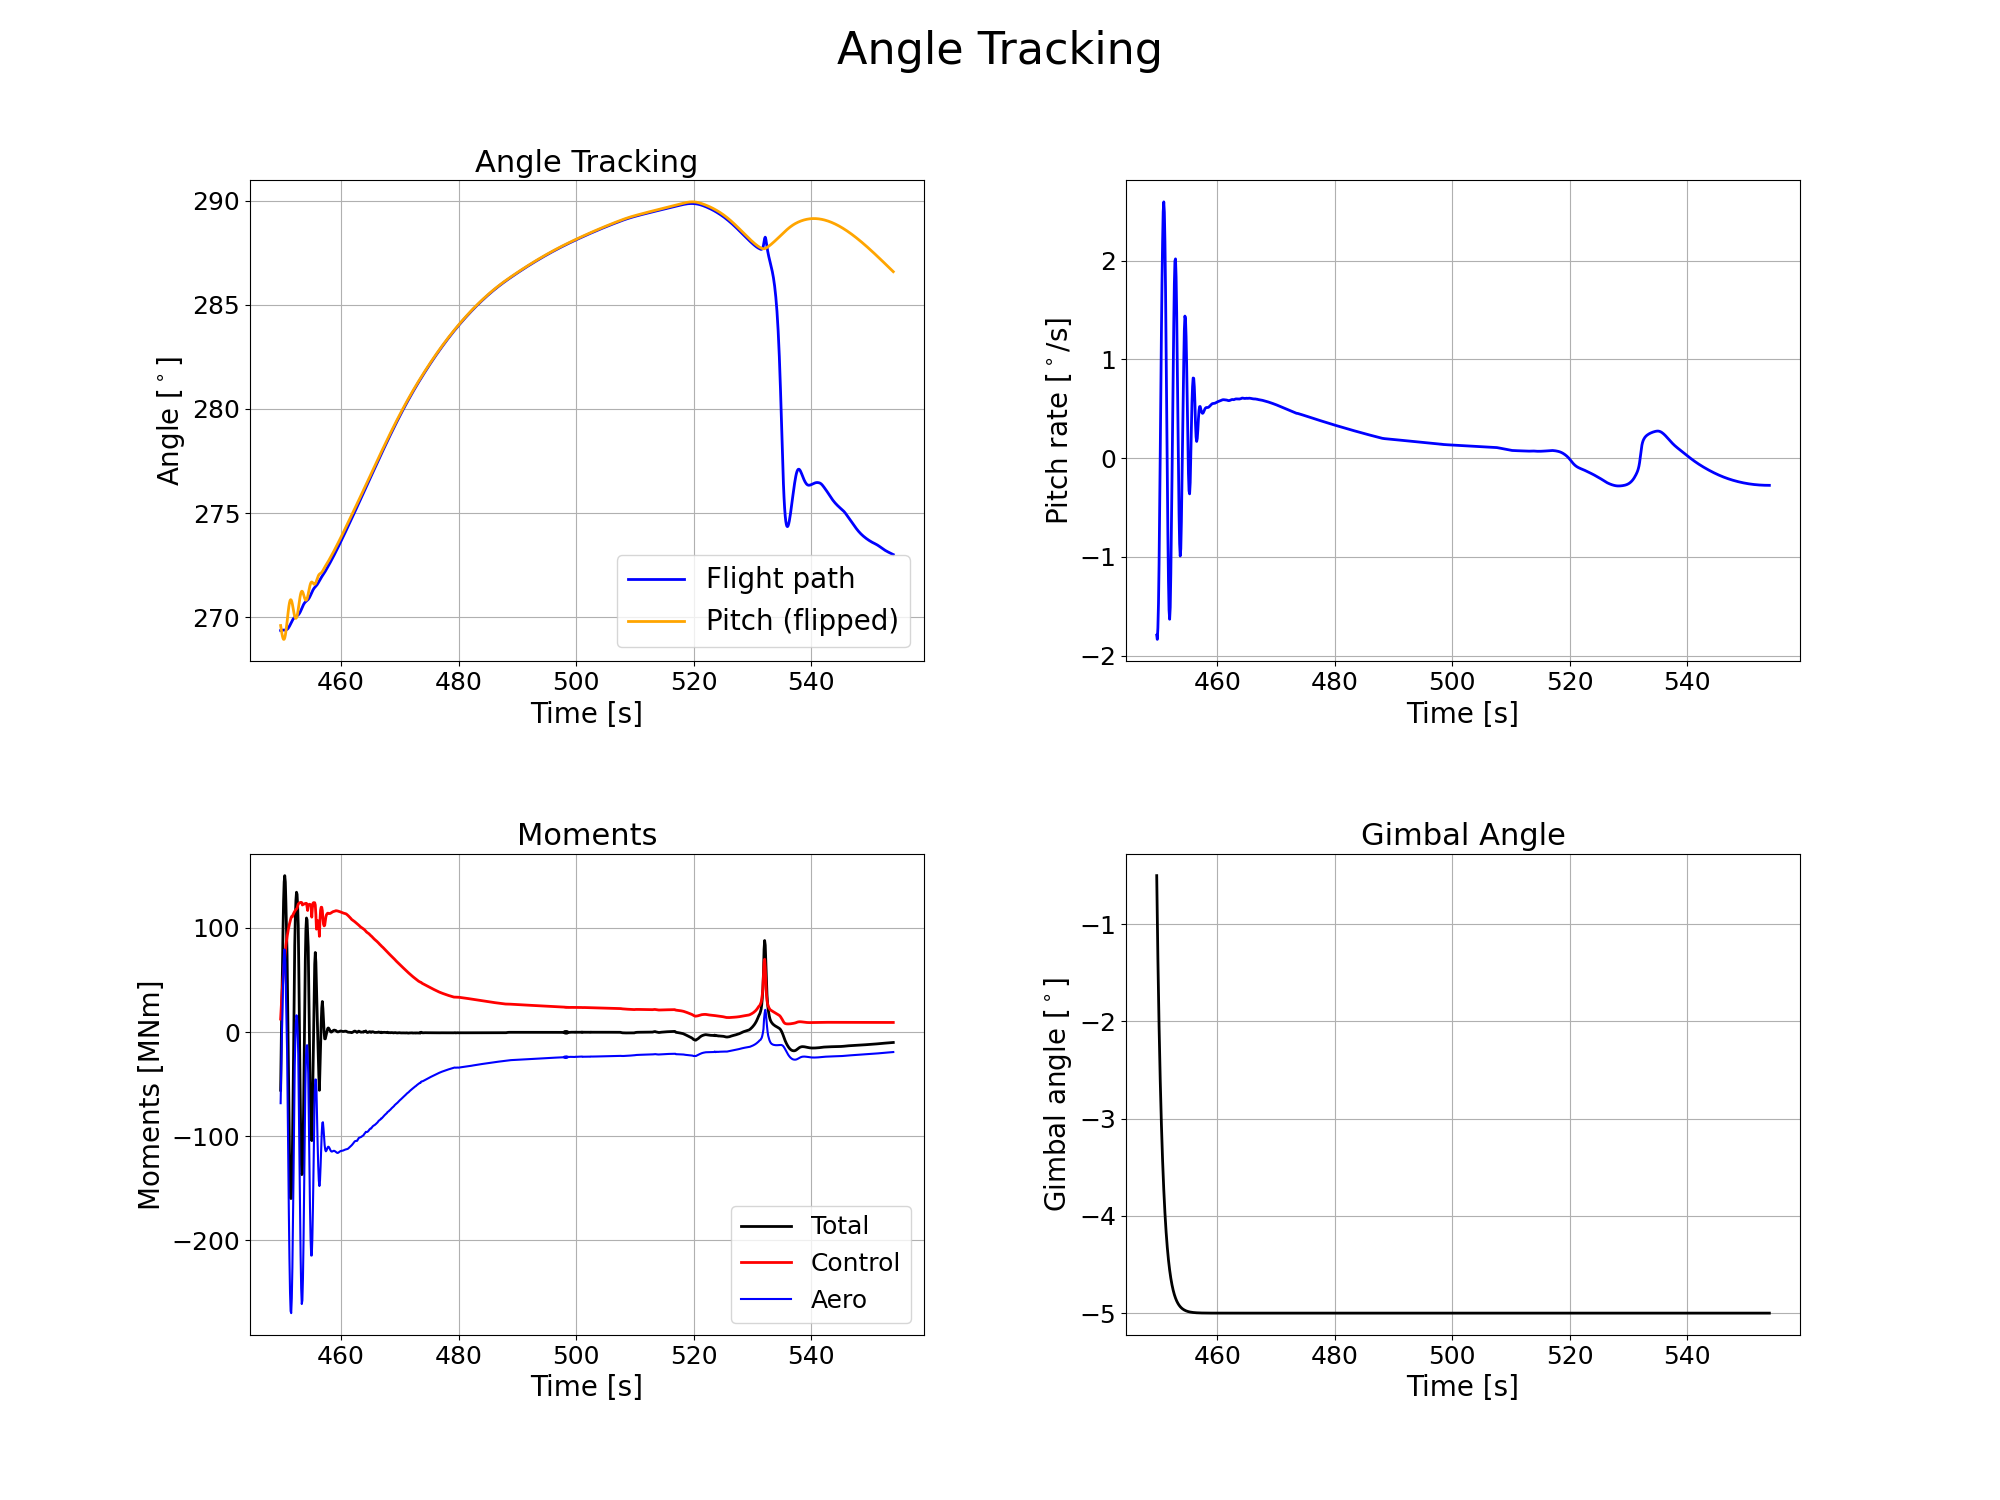 Angle Tracking
Angle Tracking
290
285
280
275
270
Angle [°]
Flight path
Pitch (flipped)
460 480 500 520 540
Time [s]
2
1
0
−1
−2
Pitch rate [°/s]
460 480 500 520 540
Time [s]
Moments
100
0
−100
−200
Moments [MNm]
Total
Control
Aero
460 480 500 520 540
Time [s]
Gimbal Angle
−1
−2
−3
−4
−5
Gimbal angle [°]
460 480 500 520 540
Time [s]